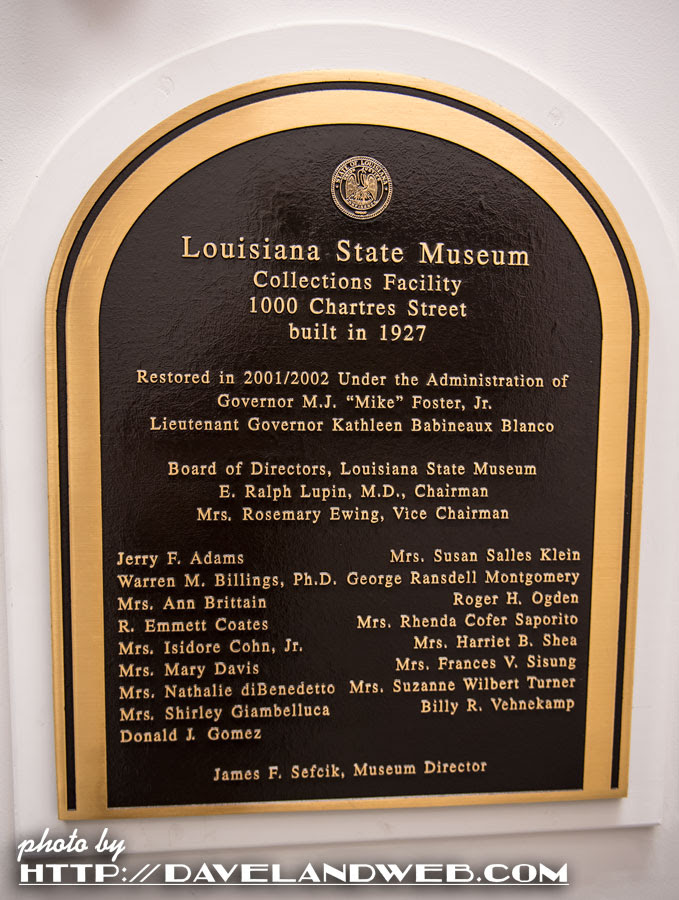 STATE OF LOUISIANA
Louisiana State Museum
Collections Facility
1000 Chartres Street
built in 1927
Restored in 2001/2002 Under the Administration of
Governor M.J. “Mike” Foster, Jr.
Lieutenant Governor Kathleen Babineaux Blanco
Board of Directors, Louisiana State Museum
E. Ralph Lupin, M.D., Chairman
Mrs. Rosemary Ewing, Vice Chairman
Jerry F. Adams
Warren M. Billings, Ph.D.
Mrs. Ann Brittain
R. Emmett Coates
Mrs. Isidore Cohn, Jr.
Mrs. Mary Davis
Mrs. Nathalie diBenedetto
Mrs. Shirley Giambelluca
Donald J. Gomez
Mrs. Susan Salles Klein
George Ransdell Montgomery
Roger H. Ogden
Mrs. Rhenda Cofer Saporito
Mrs. Harriet B. Shea
Mrs. Frances V. Sisung
Mrs. Suzanne Wilbert Turner
Billy R. Vehnekamp
James F. Sefcik, Museum Director
photo by
HTTP://DAVELANDWEB.COM